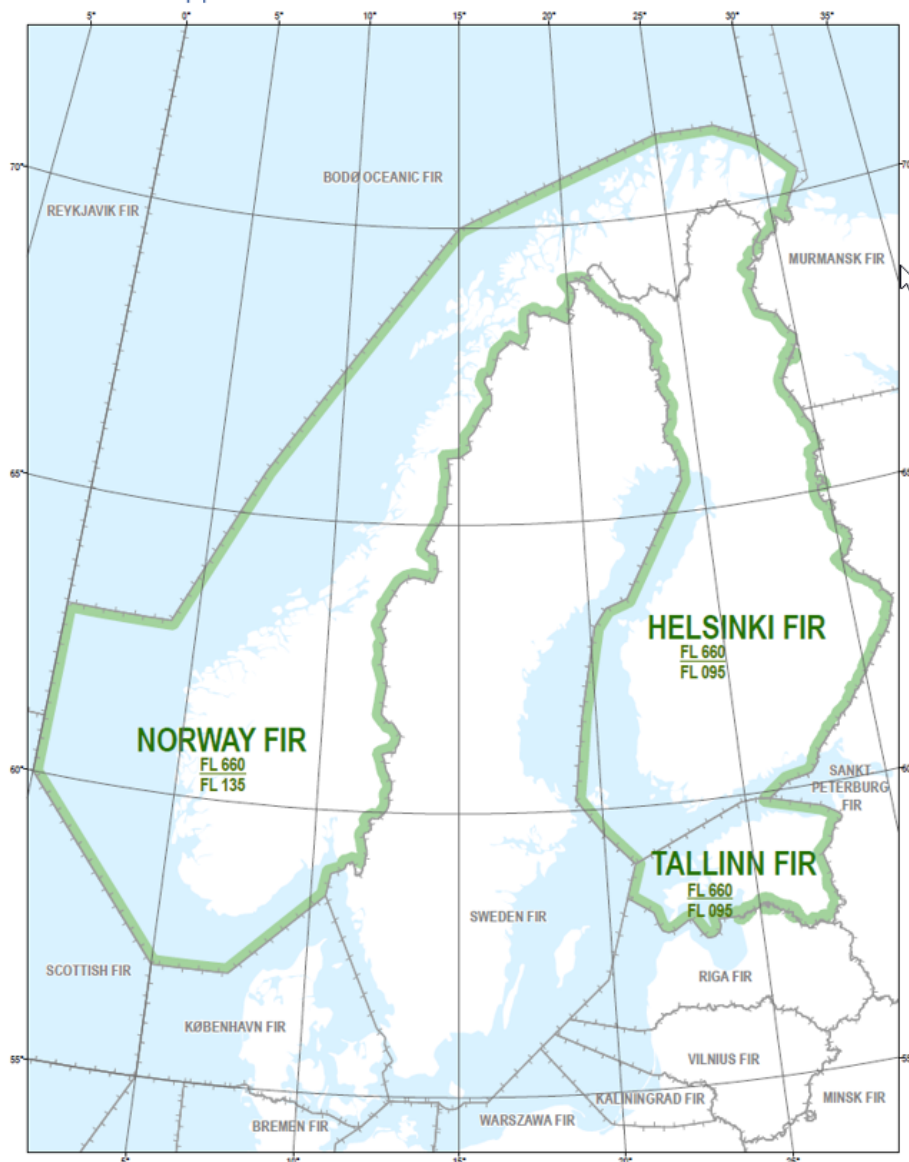 5° 0° 5° 10° 15° 20° 25° 30° 35°
70°
BODØ OCEANIC FIR
REYKJAVIK FIR
MURMANSK FIR
65°
HELSINKI FIR
FL 660
FL 095
NORWAY FIR
FL 660
FL 135
60°
SANKT
PETERBURG
FIR
TALLINN FIR
FL 660
FL 095
SWEDEN FIR
SCOTTISH FIR
RIGA FIR
KØBENHAVN FIR
55°
VILNIUS FIR
KALININGRAD FIR
MINSK FIR
WARSZAWA FIR
BREMEN FIR
10° 15° 20°